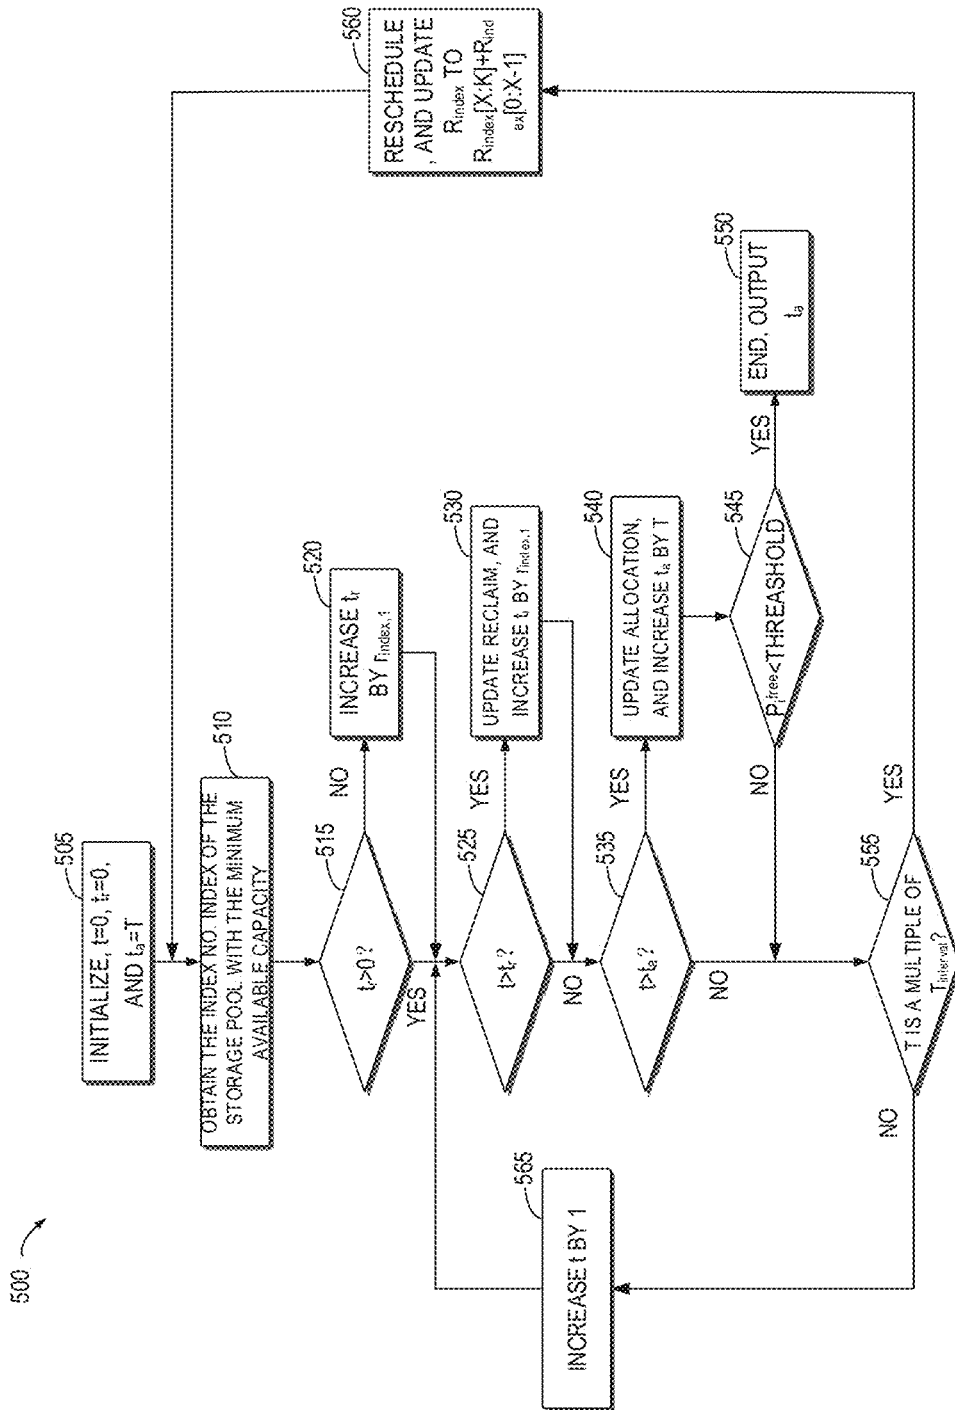 500
505
INITIALIZE, t=0, tᵣ=0,
AND tₐ=T
510
OBTAIN THE INDEX NO. INDEX OF THE
STORAGE POOL WITH THE MINIMUM
AVAILABLE CAPACITY
515
tᵣ>0?
NO
YES
520
INCREASE tᵣ
BY rindex,1
525
t>tᵣ?
YES
NO
530
UPDATE RECLAIM, AND
INCREASE tᵣ BY rindex,1
535
t>tₐ?
YES
NO
540
UPDATE ALLOCATION,
AND INCREASE tₐ BY T
545
Pᵢfree<THREASHOLD
NO
YES
550
END, OUTPUT
tₐ
555
T IS A MULTIPLE OF
Tinterval?
NO
YES
560
RESCHEDULE
, AND UPDATE
Rindex TO
Rindex[X:K]+Rind
ex[0:X-1]
565
INCREASE t BY 1